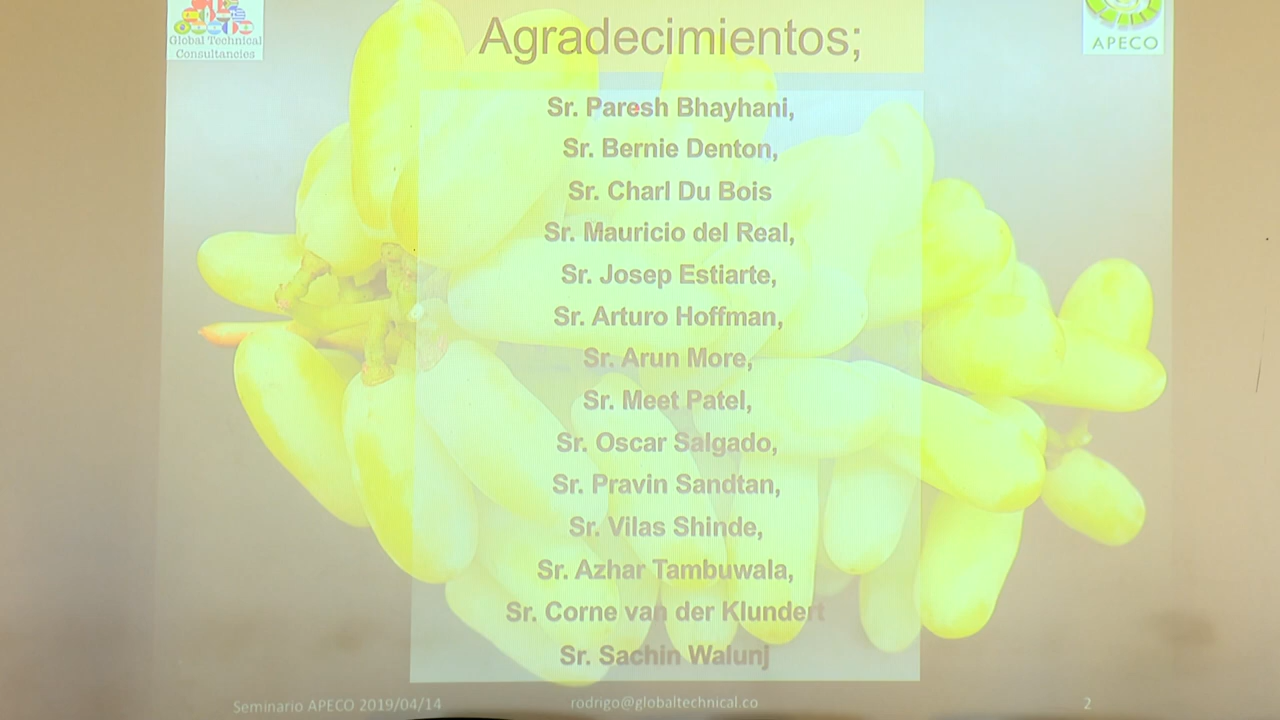 Global Technical
Consultancies
Agradecimientos;
APECO
Sr. Paresh Bhayhani,
Sr. Bernie Denton,
Sr. Charl Du Bois
Sr. Mauricio del Real,
Sr. Josep Estiarte,
Sr. Arturo Hoffman,
Sr. Arun More,
Sr. Meet Patel,
Sr. Oscar Salgado,
Sr. Pravin Sandtan,
Sr. Vilas Shinde,
Sr. Azhar Tambuwala,
Sr. Corne van der Klundert
Sr. Sachin Walunj
Seminario APECO 2019/04/14
rodrigo@globaltechnical.co
2